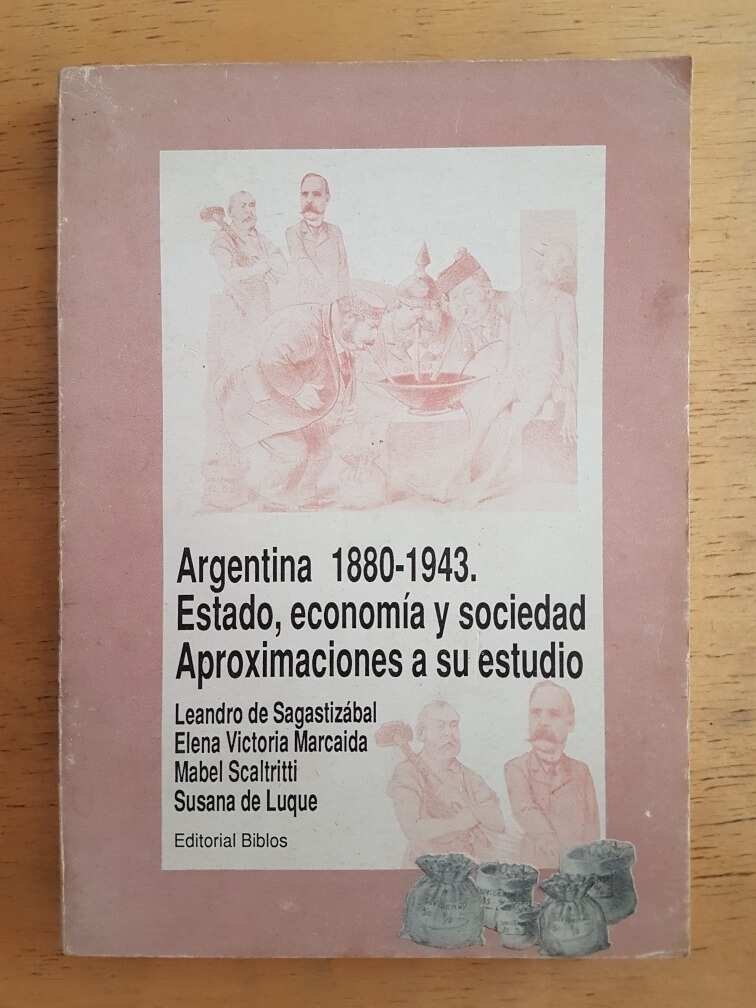 Argentina 1880-1943.
Estado, economía y sociedad
Aproximaciones a su estudio
Leandro de Sagastizábal
Elena Victoria Marcaida
Mabel Scaltritti
Susana de Luque
Editorial Biblos